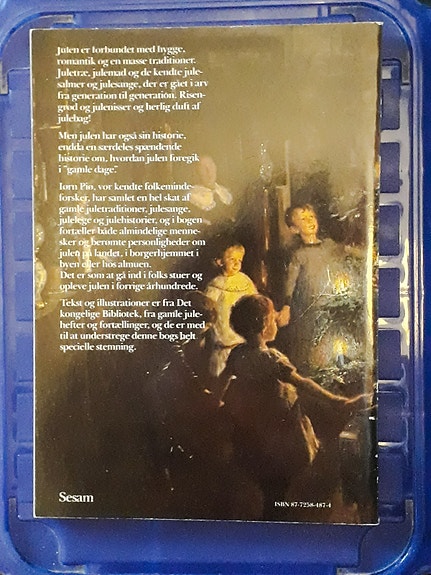 Julen er forbundet med hygge,
romantik og en masse traditioner.
Juletræ, julemad og de kendte jule-
salmer og julesange, der er gået i arv
fra generation til generation. Risen-
grød og julenisser og herlig duft af
julebag!
Men julen har også sin historie,
endda en særdeles spændende
historie om, hvordan julen foregik
i "gamle dage".
Iørn Piø, vor kendte folkeminde-
forsker, har samlet en hel skat af
gamle juletraditioner, julesange,
julelege og julehistorier, og i bogen
fortæller både almindelige menne-
sker og berømte personligheder om
julen på landet, i borgerhjemmet i
byen eller hos almuen.
Det er som at gå ind i folks stuer og
opleve julen i forrige århundrede.
Tekst og illustrationer er fra Det
kongelige Bibliotek, fra gamle jule-
hefter og fortællinger, og de er med
til at understrege denne bogs helt
specielle stemning.
Sesam
ISBN 87-7258-487-4